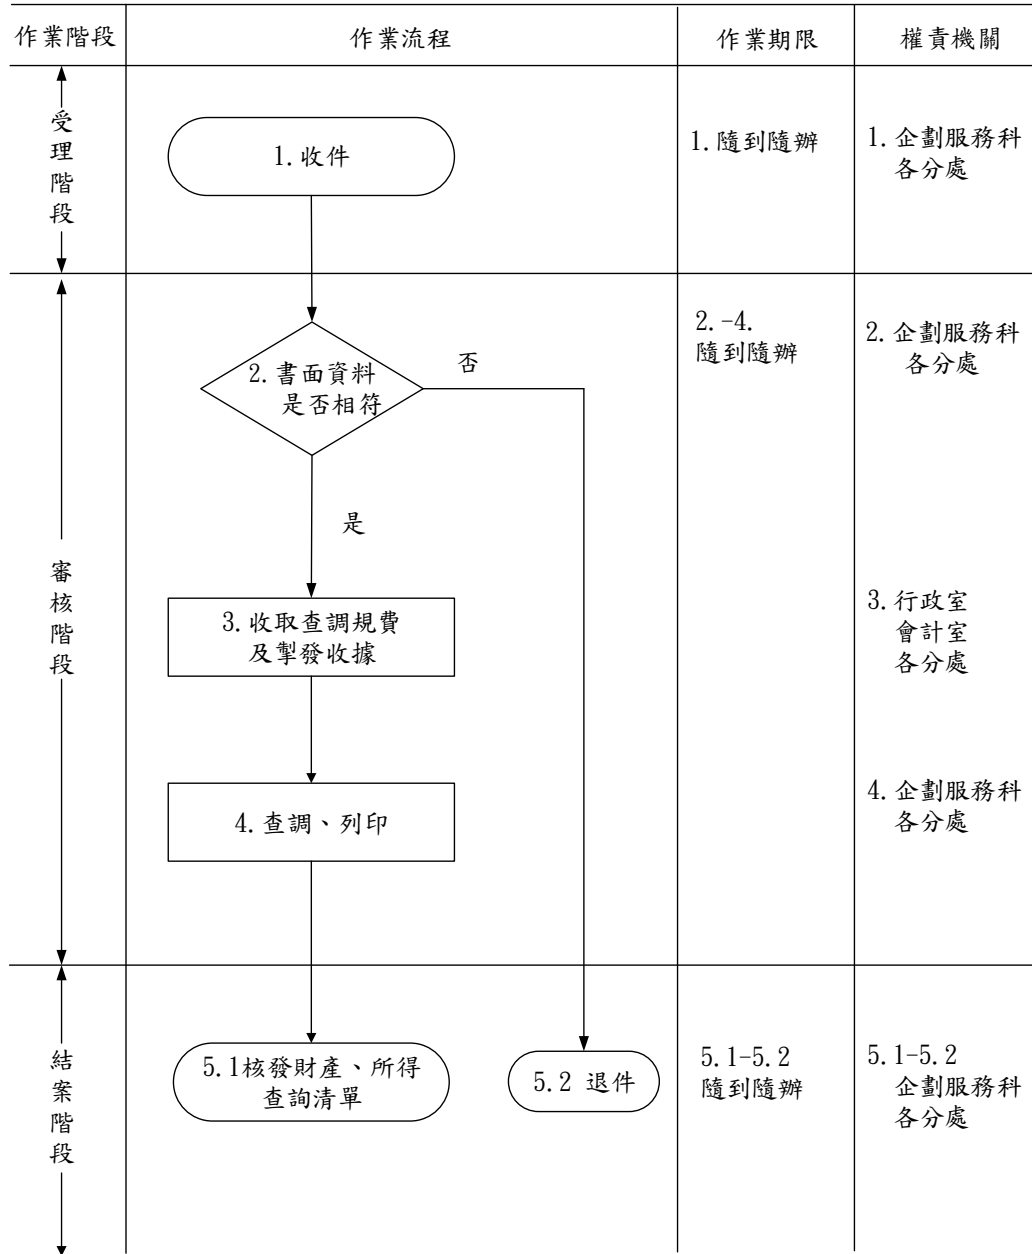 作業階段 作業流程 作業期限 權責機關
受理階段
1.收件
1.隨到隨辦
1.企劃服務科
各分處
審核階段
2.書面資料
是否相符
否
是
2.-4.
隨到隨辦
2.企劃服務科
各分處
3.收取查調規費
及掣發收據
3.行政室
會計室
各分處
4.查調、列印
4.企劃服務科
各分處
結案階段
5.1核發財產、所得
查詢清單
5.2 退件
5.1-5.2
隨到隨辦
5.1-5.2
企劃服務科
各分處